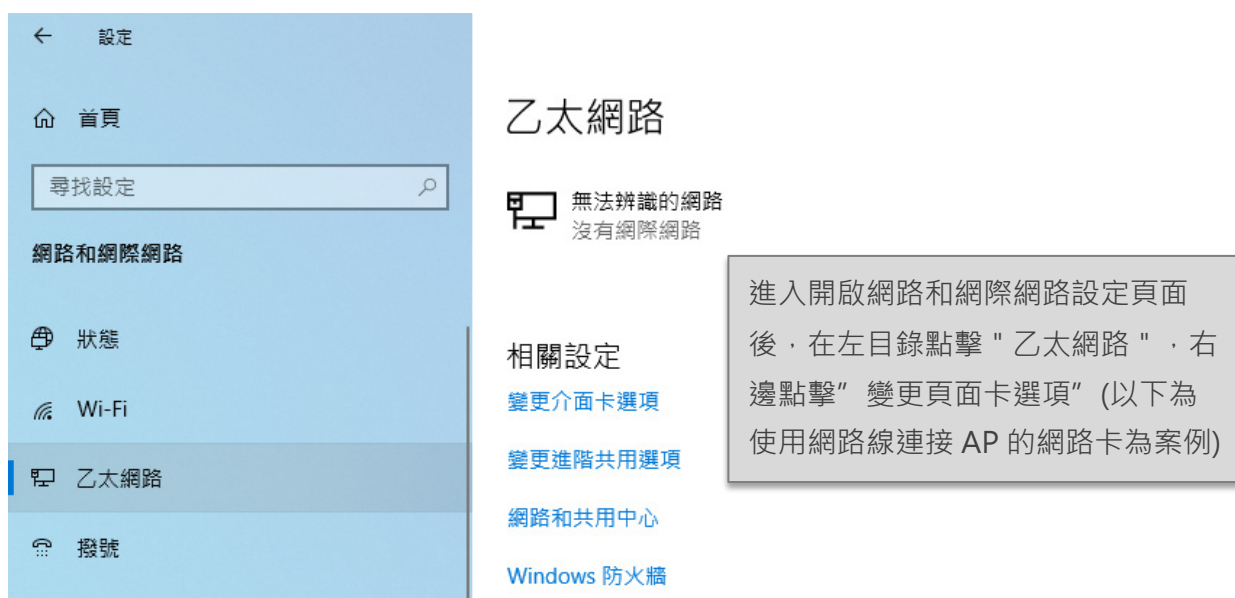 設定
首頁
尋找設定
網路和網際網路
狀態
Wi-Fi
乙太網路
撥號
乙太網路
無法辨識的網路
沒有網際網路
相關設定
變更介面卡選項
變更進階共用選項
網路和共用中心
Windows 防火牆
進入開啟網路和網際網路設定頁面
後，在左目錄點擊 " 乙太網路 " ，右
邊點擊” 變更頁面卡選項” (以下為
使用網路線連接 AP 的網路卡為案例)